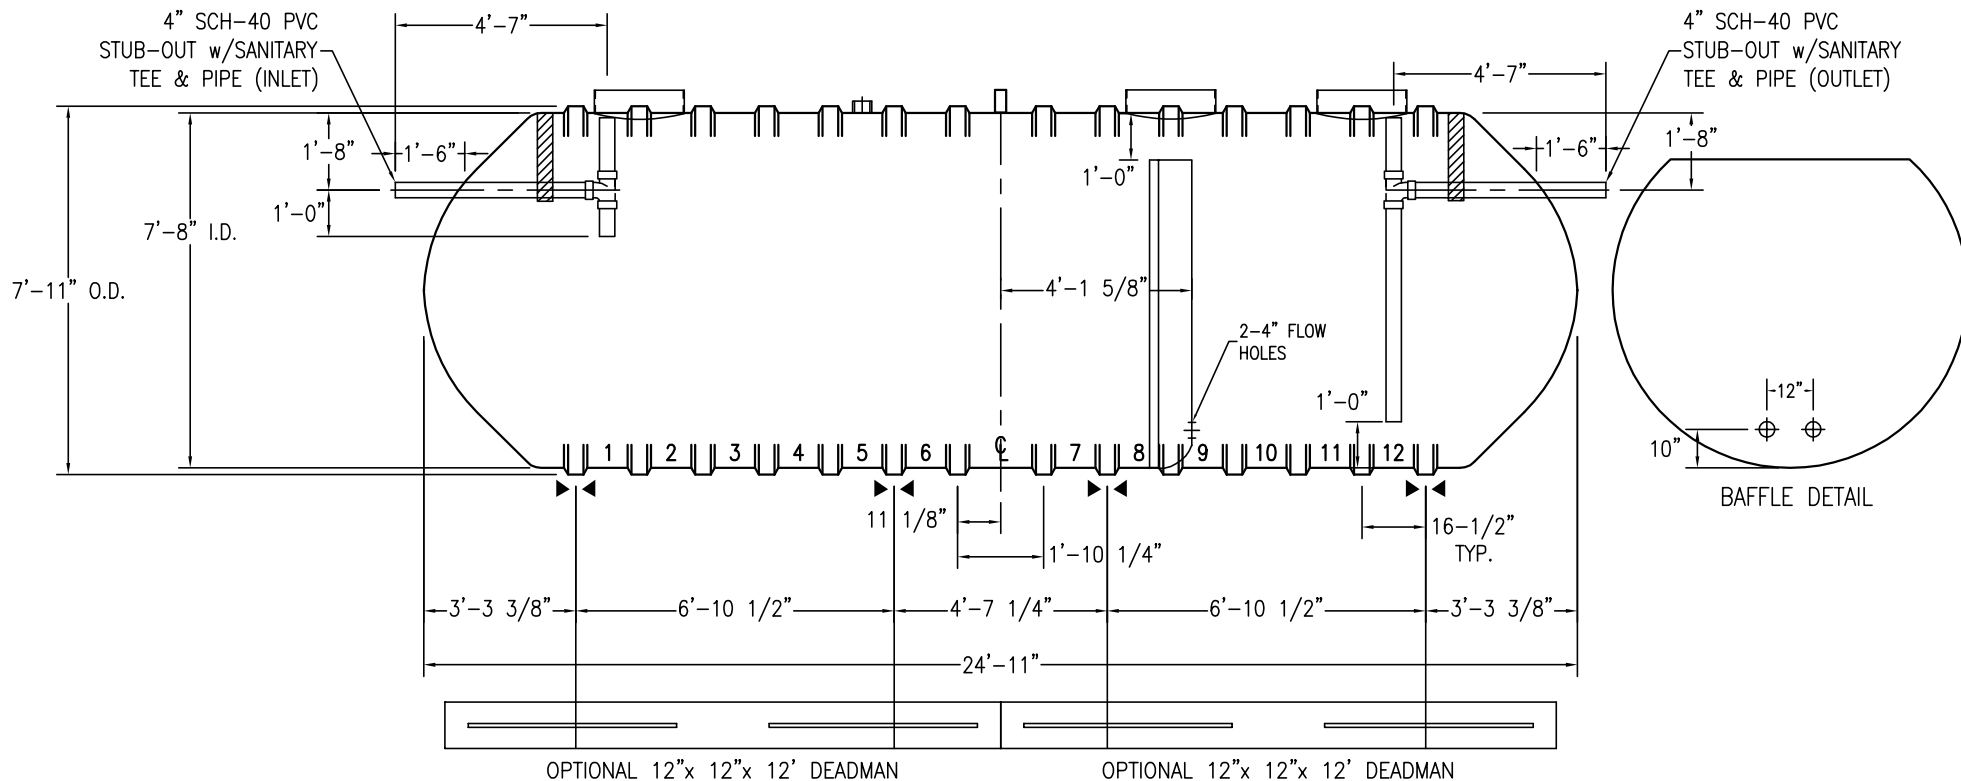 4" SCH-40 PVC
STUB-OUT w/SANITARY
TEE & PIPE (INLET)
4'-7"
4" SCH-40 PVC
STUB-OUT w/SANITARY
TEE & PIPE (OUTLET)
4'-7"
1'-8"
1'-6"
1'-0"
1'-0"
1'-6"
1'-8"
7'-8" I.D.
7'-11" O.D.
4'-1 5/8"
2-4" FLOW
HOLES
1'-0"
12"
10"
BAFFLE DETAIL
1 2 3 4 5 6 ℄ 7 8 9 10 11 12
11 1/8"
1'-10 1/4"
16-1/2"
TYP.
3'-3 3/8"
6'-10 1/2"
4'-7 1/4"
6'-10 1/2"
3'-3 3/8"
24'-11"
OPTIONAL 12"x 12"x 12' DEADMAN
OPTIONAL 12"x 12"x 12' DEADMAN